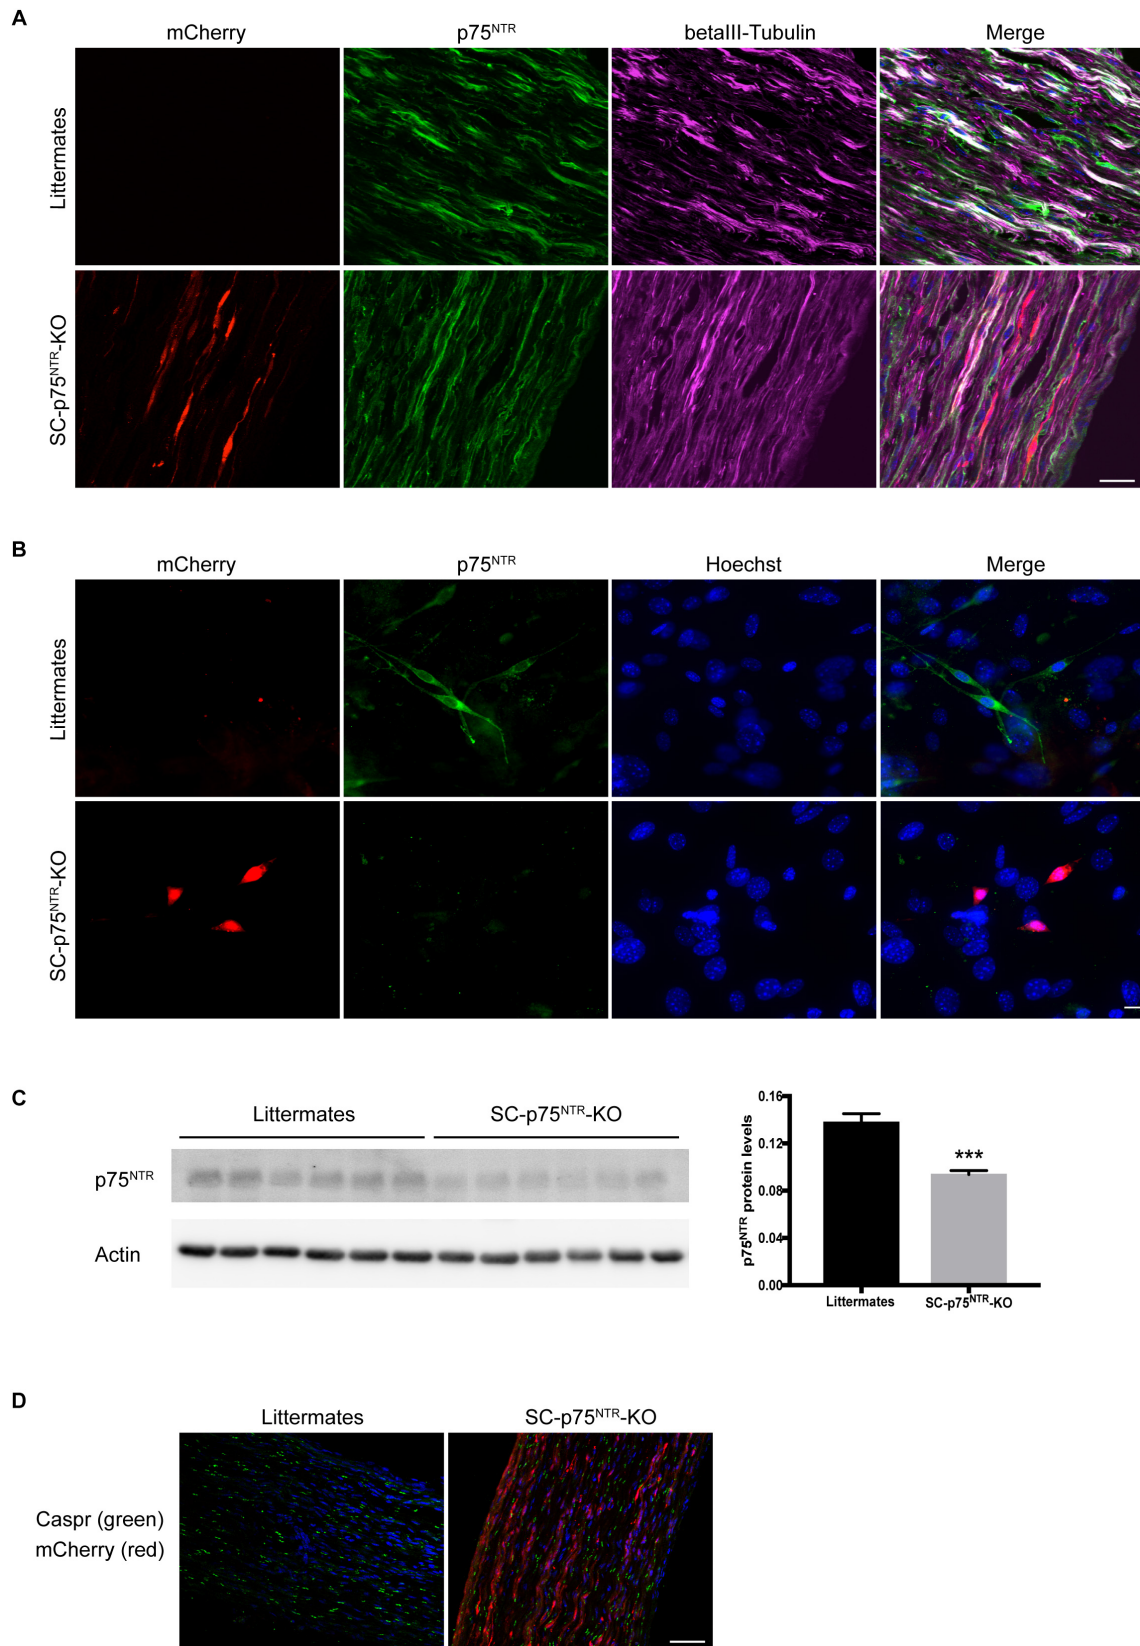 A
mCherry p75NTR betaIII-Tubulin Merge
Littermates
SC-p75NTR-KO
B
mCherry p75NTR Hoechst Merge
Littermates
SC-p75NTR-KO
C
Littermates SC-p75NTR-KO
p75NTR
Actin
p75NTR protein levels
0.16
0.12
0.08
0.04
0.00
***
Littermates SC-p75NTR-KO
D
Littermates SC-p75NTR-KO
Caspr (green)
mCherry (red)